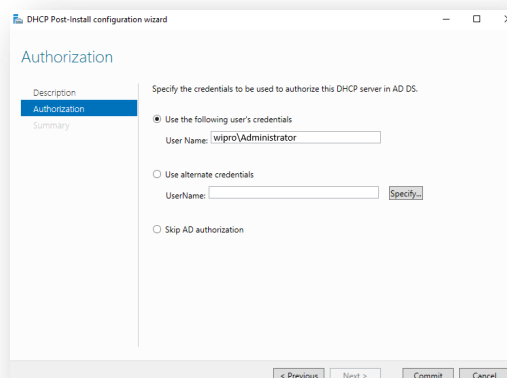 DHCP Post-Install configuration wizard
Authorization
Description
Authorization
Summary
Specify the credentials to be used to authorize this DHCP server in AD DS.
Use the following user's credentials
User Name: wipro\Administrator
Use alternate credentials
UserName: Specify...
Skip AD authorization
< Previous Next > Commit Cancel